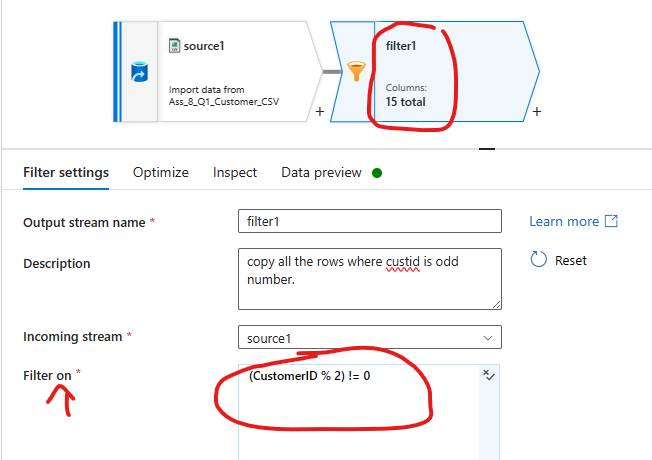 source1
Import data from
Ass_8_Q1_Customer_CSV
+
filter1
Columns:
15 total
+
Filter settings
Optimize
Inspect
Data preview
Output stream name *
filter1
Learn more
Description
copy all the rows where custid is odd
number.
Reset
Incoming stream *
source1
Filter on *
(CustomerID % 2) != 0